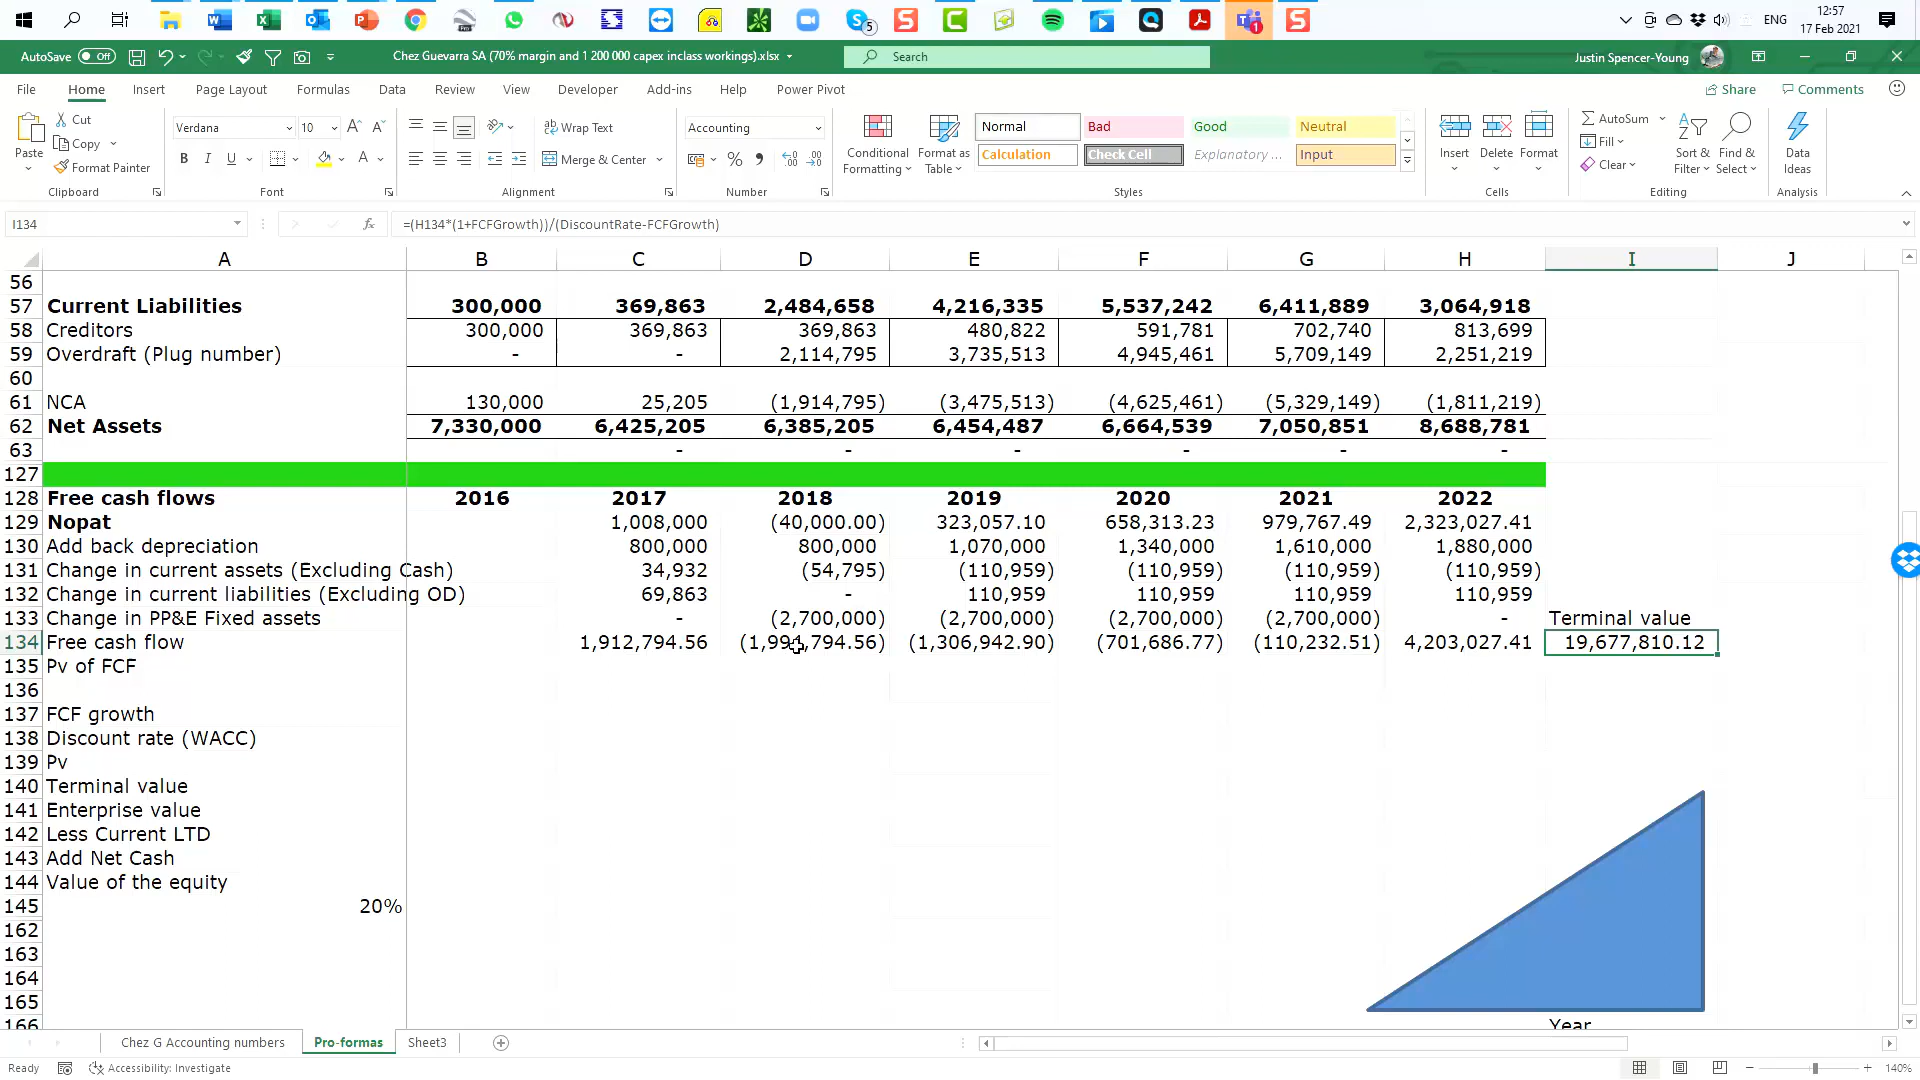 12:57
ENG
17 Feb 2021
AutoSave Off
Chez Guevarra SA (70% margin and 1 200 000 capex inclass workings).xlsx
Search
Justin Spencer-Young
File Home Insert Page Layout Formulas Data Review View Developer Add-ins Help Power Pivot Share Comments
Paste Cut Copy Format Painter
Verdana 10
B I U A
Wrap Text
Merge & Center
Accounting
%
Conditional Formatting
Format as Table
Normal Bad Good Neutral
Calculation Check Cell Explanatory ... Input
Insert Delete Format
AutoSum
Fill
Clear
Sort & Filter
Find & Select
Data Ideas
Clipboard Font Alignment Number Styles Cells Editing Analysis
I134 fx =(H134*(1+FCFGrowth))/(DiscountRate-FCFGrowth)
A B C D E F G H I J
56
57 Current Liabilities 300,000 369,863 2,484,658 4,216,335 5,537,242 6,411,889 3,064,918
58 Creditors 300,000 369,863 369,863 480,822 591,781 702,740 813,699
59 Overdraft (Plug number) - - 2,114,795 3,735,513 4,945,461 5,709,149 2,251,219
60
61 NCA 130,000 25,205 (1,914,795) (3,475,513) (4,625,461) (5,329,149) (1,811,219)
62 Net Assets 7,330,000 6,425,205 6,385,205 6,454,487 6,664,539 7,050,851 8,688,781
63 - - - - - -
127
128 Free cash flows 2016 2017 2018 2019 2020 2021 2022
129 Nopat 1,008,000 (40,000.00) 323,057.10 658,313.23 979,767.49 2,323,027.41
130 Add back depreciation 800,000 800,000 1,070,000 1,340,000 1,610,000 1,880,000
131 Change in current assets (Excluding Cash) 34,932 (54,795) (110,959) (110,959) (110,959) (110,959)
132 Change in current liabilities (Excluding OD) 69,863 - 110,959 110,959 110,959 110,959
133 Change in PP&E Fixed assets - (2,700,000) (2,700,000) (2,700,000) (2,700,000) - Terminal value
134 Free cash flow 1,912,794.56 (1,994,794.56) (1,306,942.90) (701,686.77) (110,232.51) 4,203,027.41 19,677,810.12
135 Pv of FCF
136
137 FCF growth
138 Discount rate (WACC)
139 Pv
140 Terminal value
141 Enterprise value
142 Less Current LTD
143 Add Net Cash
144 Value of the equity
145 20%
162
163
164
165
166 Year
Chez G Accounting numbers Pro-formas Sheet3
Ready Accessibility: Investigate 140%